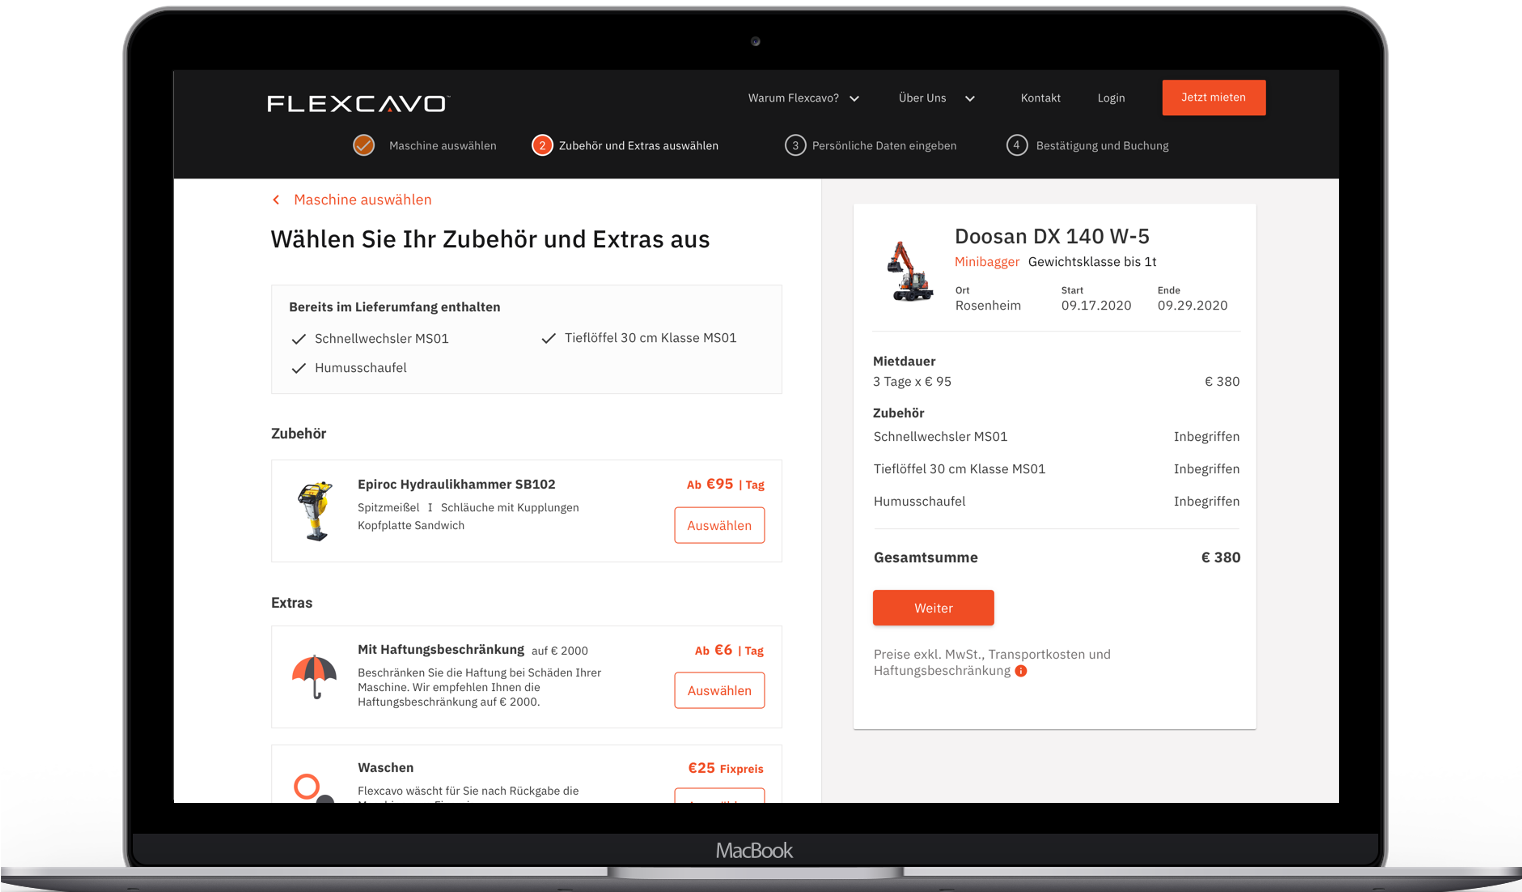 FLEXCAVO
Warum Flexcavo?
Über Uns
Kontakt
Login
Jetzt mieten
Maschine auswählen
2 Zubehör und Extras auswählen
3 Persönliche Daten eingeben
4 Bestätigung und Buchung
Maschine auswählen
Wählen Sie Ihr Zubehör und Extras aus
Bereits im Lieferumfang enthalten
Schnellwechsler MS01
Tieflöffel 30 cm Klasse MS01
Humusschaufel
Zubehör
Epiroc Hydraulikhammer SB102
Ab €95 | Tag
Spitzmeißel I Schläuche mit Kupplungen
Kopfplatte Sandwich
Auswählen
Extras
Mit Haftungsbeschränkung auf € 2000
Ab €6 | Tag
Beschränken Sie die Haftung bei Schäden Ihrer
Maschine. Wir empfehlen Ihnen die
Haftungsbeschränkung auf € 2000.
Auswählen
Waschen
€25 Fixpreis
Flexcavo wäscht für Sie nach Rückgabe die
Doosan DX 140 W-5
Minibagger Gewichtsklasse bis 1t
Ort
Rosenheim
Start
09.17.2020
Ende
09.29.2020
Mietdauer
3 Tage x € 95
€ 380
Zubehör
Schnellwechsler MS01
Inbegriffen
Tieflöffel 30 cm Klasse MS01
Inbegriffen
Humusschaufel
Inbegriffen
Gesamtsumme
€ 380
Weiter
Preise exkl. MwSt., Transportkosten und
Haftungsbeschränkung
MacBook